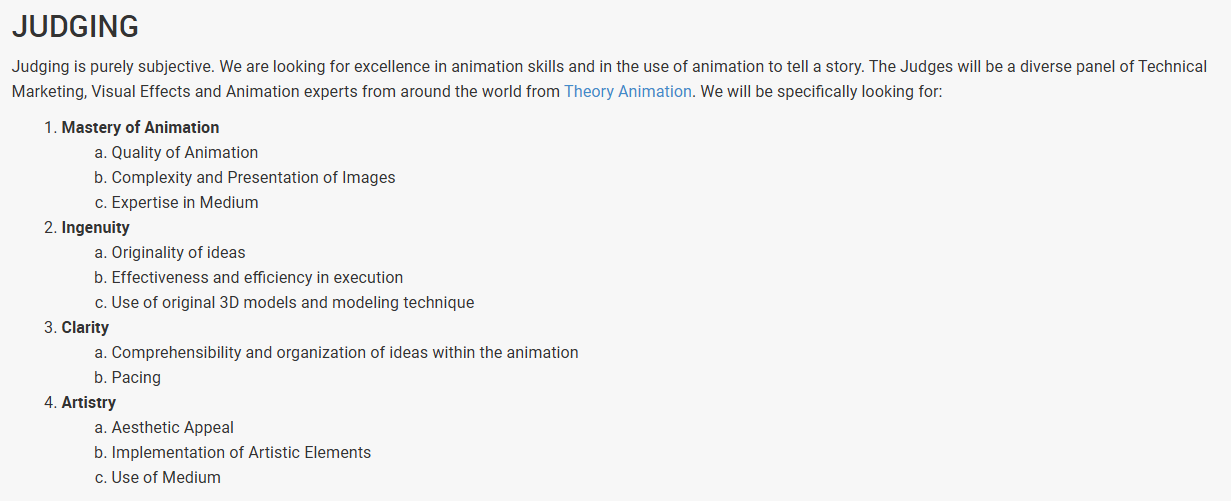 JUDGING
Judging is purely subjective. We are looking for excellence in animation skills and in the use of animation to tell a story. The Judges will be a diverse panel of Technical
Marketing, Visual Effects and Animation experts from around the world from Theory Animation. We will be specifically looking for:
1. Mastery of Animation
a. Quality of Animation
b. Complexity and Presentation of Images
c. Expertise in Medium
2. Ingenuity
a. Originality of ideas
b. Effectiveness and efficiency in execution
c. Use of original 3D models and modeling technique
3. Clarity
a. Comprehensibility and organization of ideas within the animation
b. Pacing
4. Artistry
a. Aesthetic Appeal
b. Implementation of Artistic Elements
c. Use of Medium